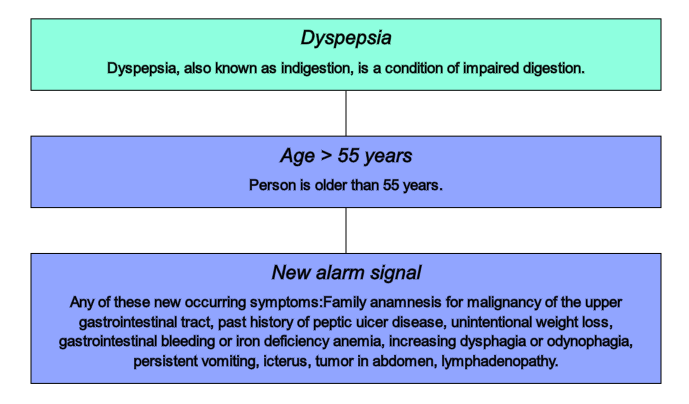 Dyspepsia
Dyspepsia, also known as indigestion, is a condition of impaired digestion.
Age > 55 years
Person is older than 55 years.
New alarm signal
Any of these new occurring symptoms:Family anamnesis for malignancy of the upper
gastrointestinal tract, past history of peptic uicer disease, unintentional weight loss,
gastrointestinal bleeding or iron deficiency anemia, increasing dysphagia or odynophagia,
persistent vomiting, icterus, tumor in abdomen, lymphadenopathy.